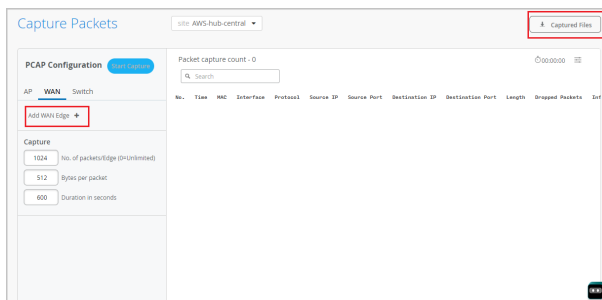 Capture Packets
site AWS-hub-central
Captured Files
PCAP Configuration
Start Capture
AP WAN Switch
Add WAN Edge +
Capture
1024 No. of packets/Edge (0=Unlimited)
512 Bytes per packet
600 Duration in seconds
Packet capture count - 0
00:00:00
Search
No. Time MAC Interface Protocol Source IP Source Port Destination IP Destination Port Length Dropped Packets Inf